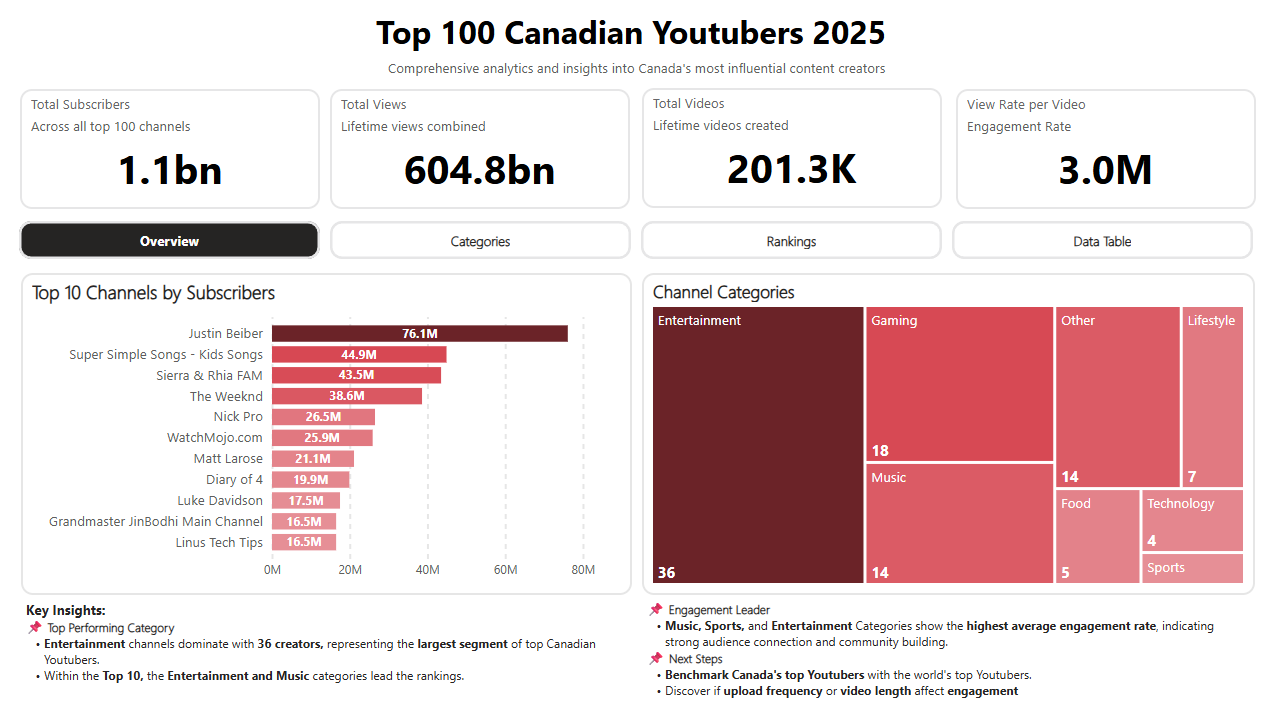 Top 100 Canadian Youtubers 2025
Comprehensive analytics and insights into Canada's most influential content creators
Total Subscribers
Across all top 100 channels
1.1bn
Total Views
Lifetime views combined
604.8bn
Total Videos
Lifetime videos created
201.3K
View Rate per Video
Engagement Rate
3.0M
Overview
Categories
Rankings
Data Table
Top 10 Channels by Subscribers
Justin Beiber 76.1M
Super Simple Songs - Kids Songs 44.9M
Sierra & Rhia FAM 43.5M
The Weeknd 38.6M
Nick Pro 26.5M
WatchMojo.com 25.9M
Matt Larose 21.1M
Diary of 4 19.9M
Luke Davidson 17.5M
Grandmaster JinBodhi Main Channel 16.5M
Linus Tech Tips 16.5M
0M 20M 40M 60M 80M
Channel Categories
Entertainment
36
Gaming
18
Music
14
Other
14
Lifestyle
7
Food
5
Technology
4
Sports
Key Insights:
Top Performing Category
• Entertainment channels dominate with 36 creators, representing the largest segment of top Canadian
Youtubers.
• Within the Top 10, the Entertainment and Music categories lead the rankings.
Engagement Leader
• Music, Sports, and Entertainment Categories show the highest average engagement rate, indicating
strong audience connection and community building.
Next Steps
• Benchmark Canada's top Youtubers with the world's top Youtubers.
• Discover if upload frequency or video length affect engagement